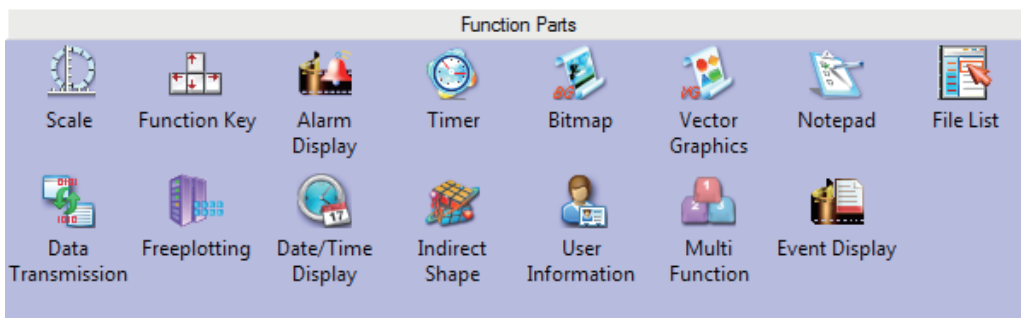 Function Parts
Scale Function Key Alarm Display Timer Bitmap Vector Graphics Notepad File List
Data Transmission Freeplotting Date/Time Display Indirect Shape User Information Multi Function Event Display